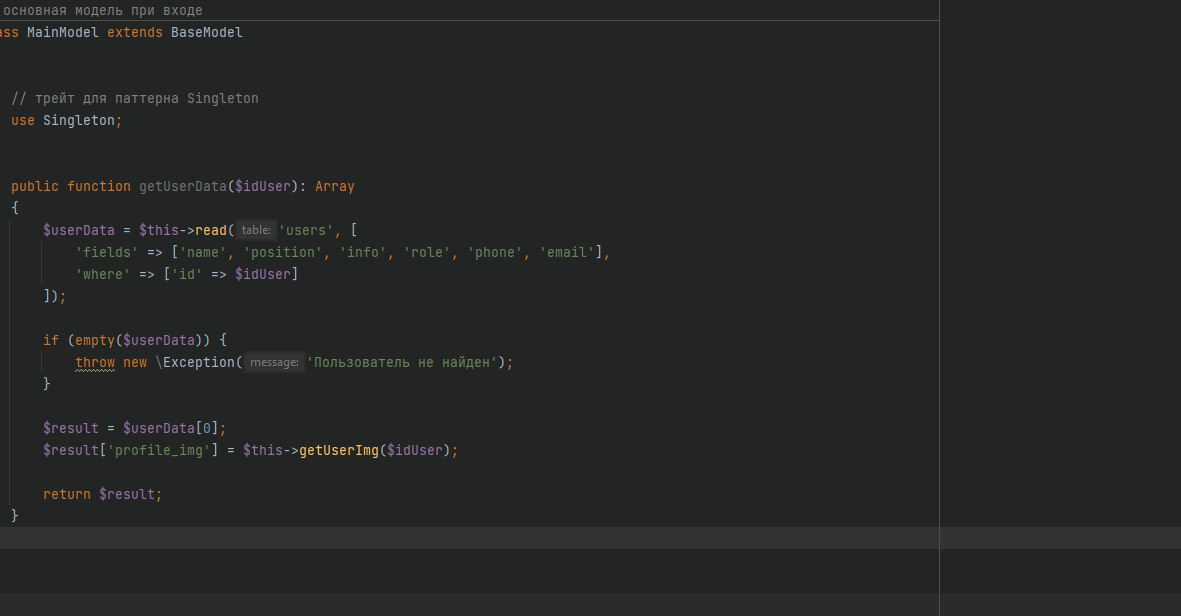 основная модель при входе
ass MainModel extends BaseModel
// трейт для паттерна Singleton
use Singleton;
public function getUserData($idUser): Array
{
$userData = $this->read( table: 'users', [
'fields' => ['name', 'position', 'info', 'role', 'phone', 'email'],
'where' => ['id' => $idUser]
]);
if (empty($userData)) {
throw new \Exception( message: 'Пользователь не найден');
}
$result = $userData[0];
$result['profile_img'] = $this->getUserImg($idUser);
return $result;
}